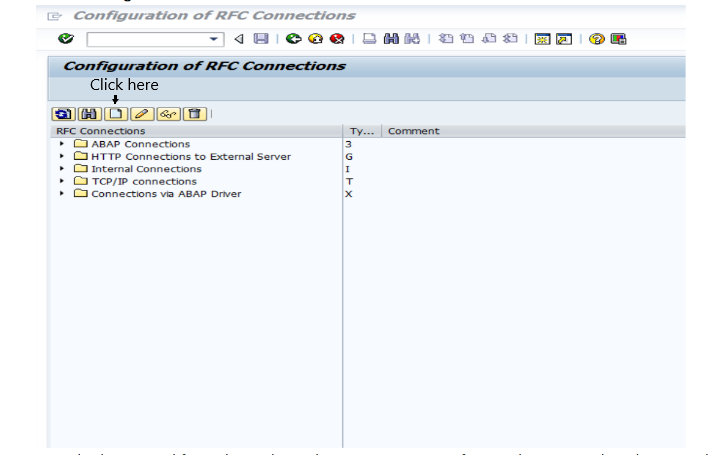 Configuration of RFC Connections
Configuration of RFC Connections
Click here
RFC Connections Ty... Comment
ABAP Connections 3
HTTP Connections to External Server G
Internal Connections I
TCP/IP connections T
Connections via ABAP Driver X